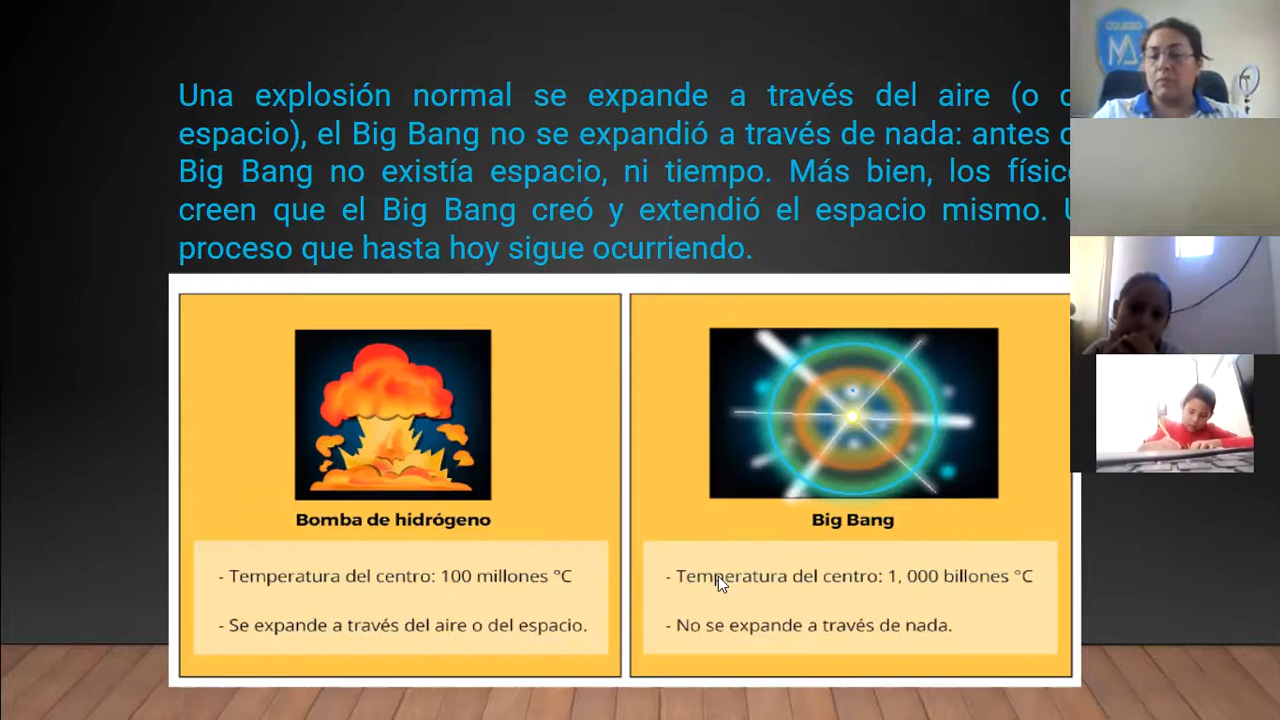 Una explosión normal se expande a través del aire (o
espacio), el Big Bang no se expandió a través de nada: antes
Big Bang no existía espacio, ni tiempo. Más bien, los físic
creen que el Big Bang creó y extendió el espacio mismo.
proceso que hasta hoy sigue ocurriendo.
Bomba de hidrógeno
- Temperatura del centro: 100 millones °C
- Se expande a través del aire o del espacio.
Big Bang
- Temperatura del centro: 1, 000 billones °C
- No se expande a través de nada.
COLEGIO
MA